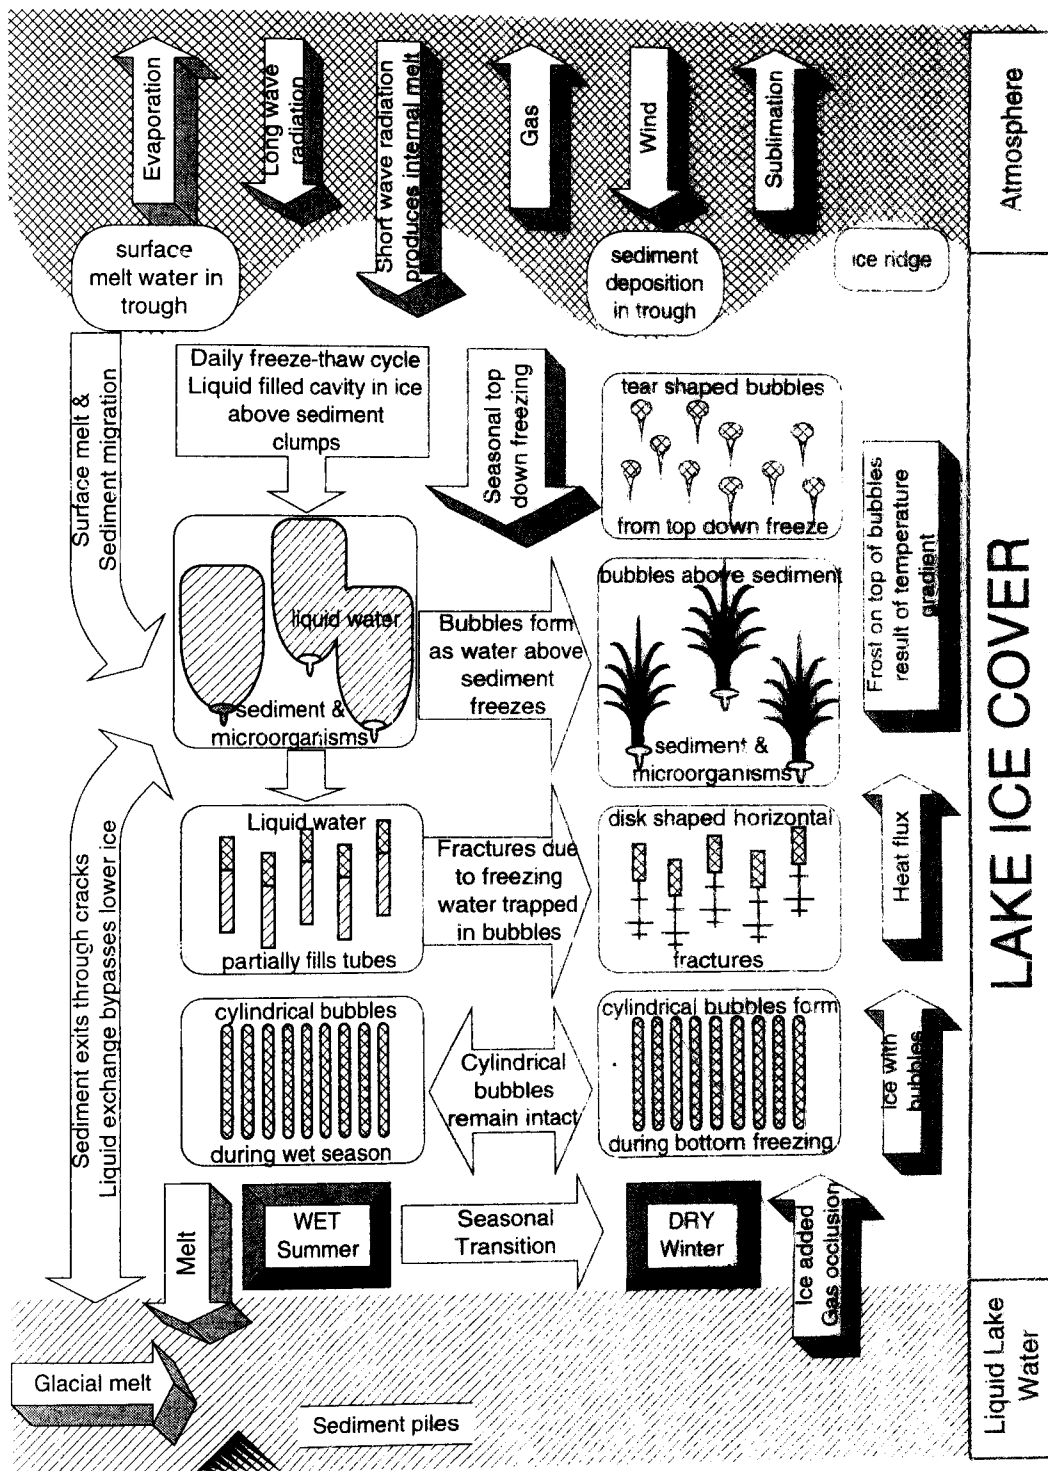 Evaporation
Long wave
radiation
Short wave radiation
produces internal melt
Gas
Wind
Sublimation
Atmosphere
surface
melt water in
trough
sediment
deposition
in trough
ice ridge
Surface melt &
Sediment migration
Daily freeze-thaw cycle
Liquid filled cavity in ice
above sediment
clumps
Seasonal top
down freezing
tear shaped bubbles
from top down freeze
Frost on top of bubbles
result of temperature
gradient
liquid water
sediment &
microorganisms
Bubbles form
as water above
sediment
freezes
bubbles above sediment
sediment &
microorganisms
LAKE ICE COVER
Sediment exits through cracks
Liquid exchange bypasses lower ice
Liquid water
partially fills tubes
Fractures due
to freezing
water trapped
in bubbles
disk shaped horizontal
fractures
Heat flux
cylindrical bubbles
during wet season
Cylindrical
bubbles
remain intact
cylindrical bubbles form
during bottom freezing
ice with
bubbles
Melt
WET
Summer
Seasonal
Transition
DRY
Winter
Ice added
Gas occlusion
Glacial melt
Sediment piles
Liquid Lake
Water